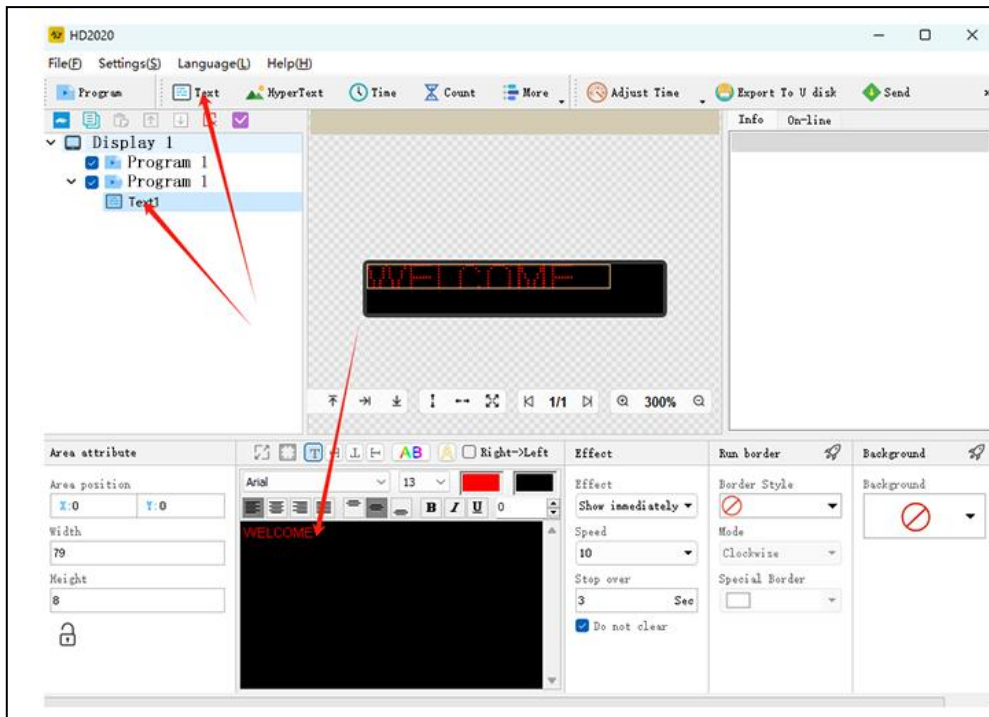 HD2020
File(F) Settings(S) Language(L) Help(H)
Program Text HyperText Time Count More Adjust Time Export To U disk Send
Info On-line
Display 1
Program 1
Program 1
Text1
WELCOME
1/1 300%
Area attribute
AB Right->Left
Effect
Run border
Background
Area position
X:0 Y:0
Width
79
Height
8
Arial 13
B I U 0
WELCOME
Effect
Show immediately
Speed
10
Stop over
3 Sec
Do not clear
Border Style
Mode
Clockwise
Special Border
Background